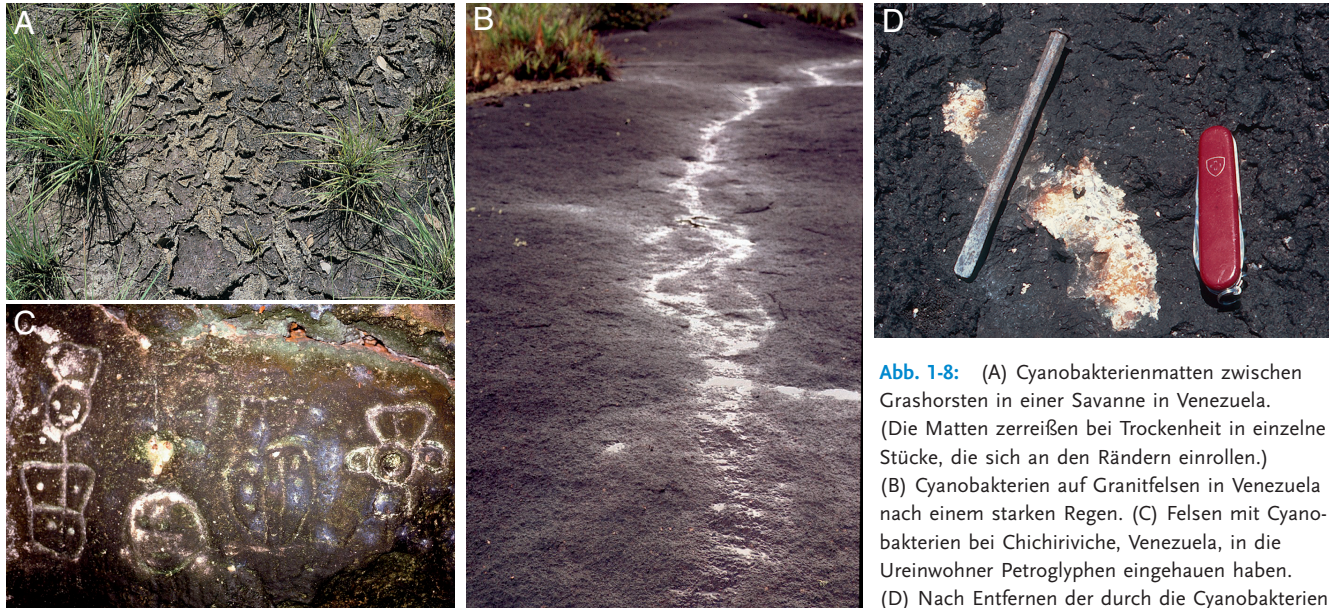 A
B
C
D
Abb. 1-8: (A) Cyanobakterienmatten zwischen
Grashorsten in einer Savanne in Venezuela.
(Die Matten zerreißen bei Trockenheit in einzelne
Stücke, die sich an den Rändern einrollen.)
(B) Cyanobakterien auf Granitfelsen in Venezuela
nach einem starken Regen. (C) Felsen mit Cyano-
bakterien bei Chichiriviche, Venezuela, in die
Ureinwohner Petroglyphen eingehauen haben.
(D) Nach Entfernen der durch die Cyanobakterien